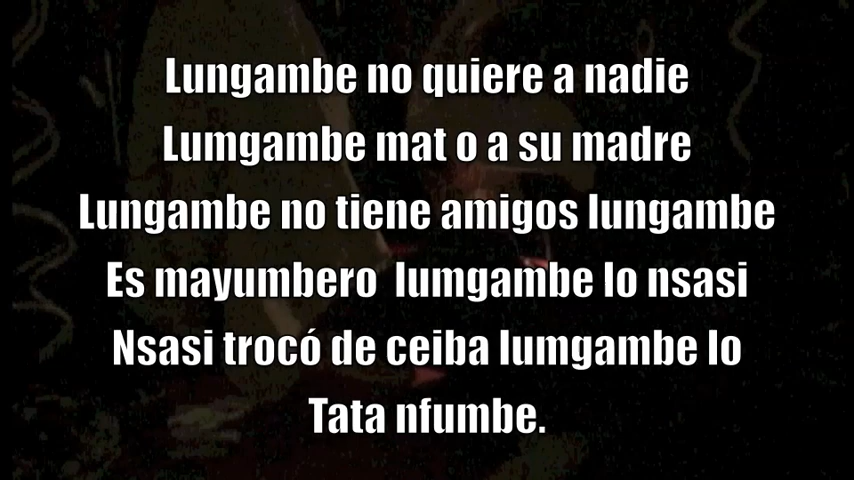 Lungambe no quiere a nadie
Lumgambe mat o a su madre
Lungambe no tiene amigos lungambe
Es mayumbero  lumgambe lo nsasi
Nsasi trocó de ceiba lumgambe lo
Tata nfumbe.